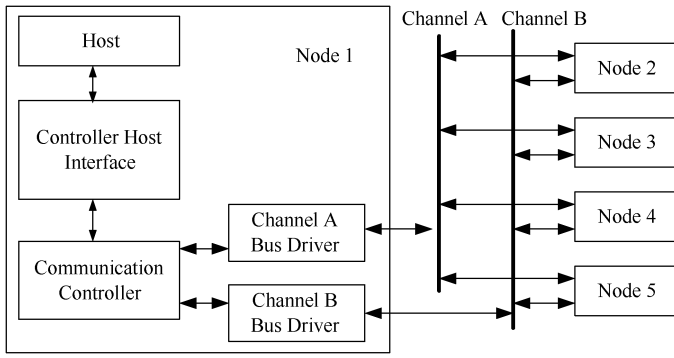 Host
Node 1
Controller Host
Interface
Communication
Controller
Channel A
Bus Driver
Channel B
Bus Driver
Channel A
Channel B
Node 2
Node 3
Node 4
Node 5